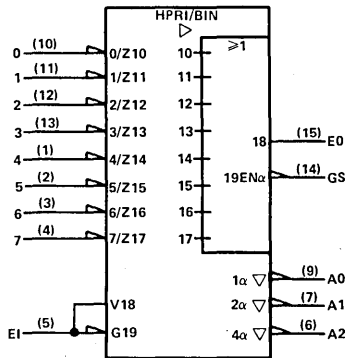 HPRI/BIN
▷
≥1
0 (10) 0/Z10 10
1 (11) 1/Z11 11
2 (12) 2/Z12 12
3 (13) 3/Z13 13
18 (15) E0
4 (1) 4/Z14 14
19ENα (14) GS
5 (2) 5/Z15 15
6 (3) 6/Z16 16
7 (4) 7/Z17 17
1α ▽ (9) A0
V18 2α ▽ (7) A1
EI (5) G19 4α ▽ (6) A2